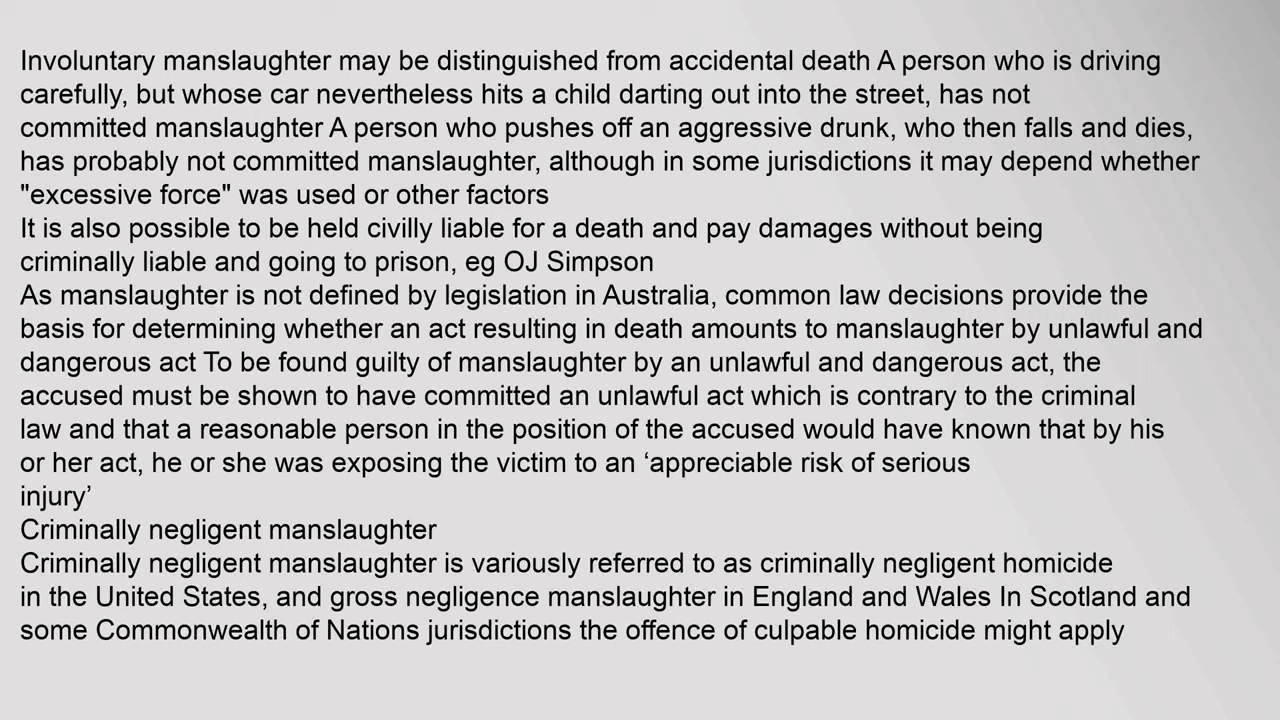 Involuntary manslaughter may be distinguished from accidental death A person who is driving
carefully, but whose car nevertheless hits a child darting out into the street, has not
committed manslaughter A person who pushes off an aggressive drunk, who then falls and dies,
has probably not committed manslaughter, although in some jurisdictions it may depend whether
"excessive force" was used or other factors
It is also possible to be held civilly liable for a death and pay damages without being
criminally liable and going to prison, eg OJ Simpson
As manslaughter is not defined by legislation in Australia, common law decisions provide the
basis for determining whether an act resulting in death amounts to manslaughter by unlawful and
dangerous act To be found guilty of manslaughter by an unlawful and dangerous act, the
accused must be shown to have committed an unlawful act which is contrary to the criminal
law and that a reasonable person in the position of the accused would have known that by his
or her act, he or she was exposing the victim to an ‘appreciable risk of serious
injury’
Criminally negligent manslaughter
Criminally negligent manslaughter is variously referred to as criminally negligent homicide
in the United States, and gross negligence manslaughter in England and Wales In Scotland and
some Commonwealth of Nations jurisdictions the offence of culpable homicide might apply